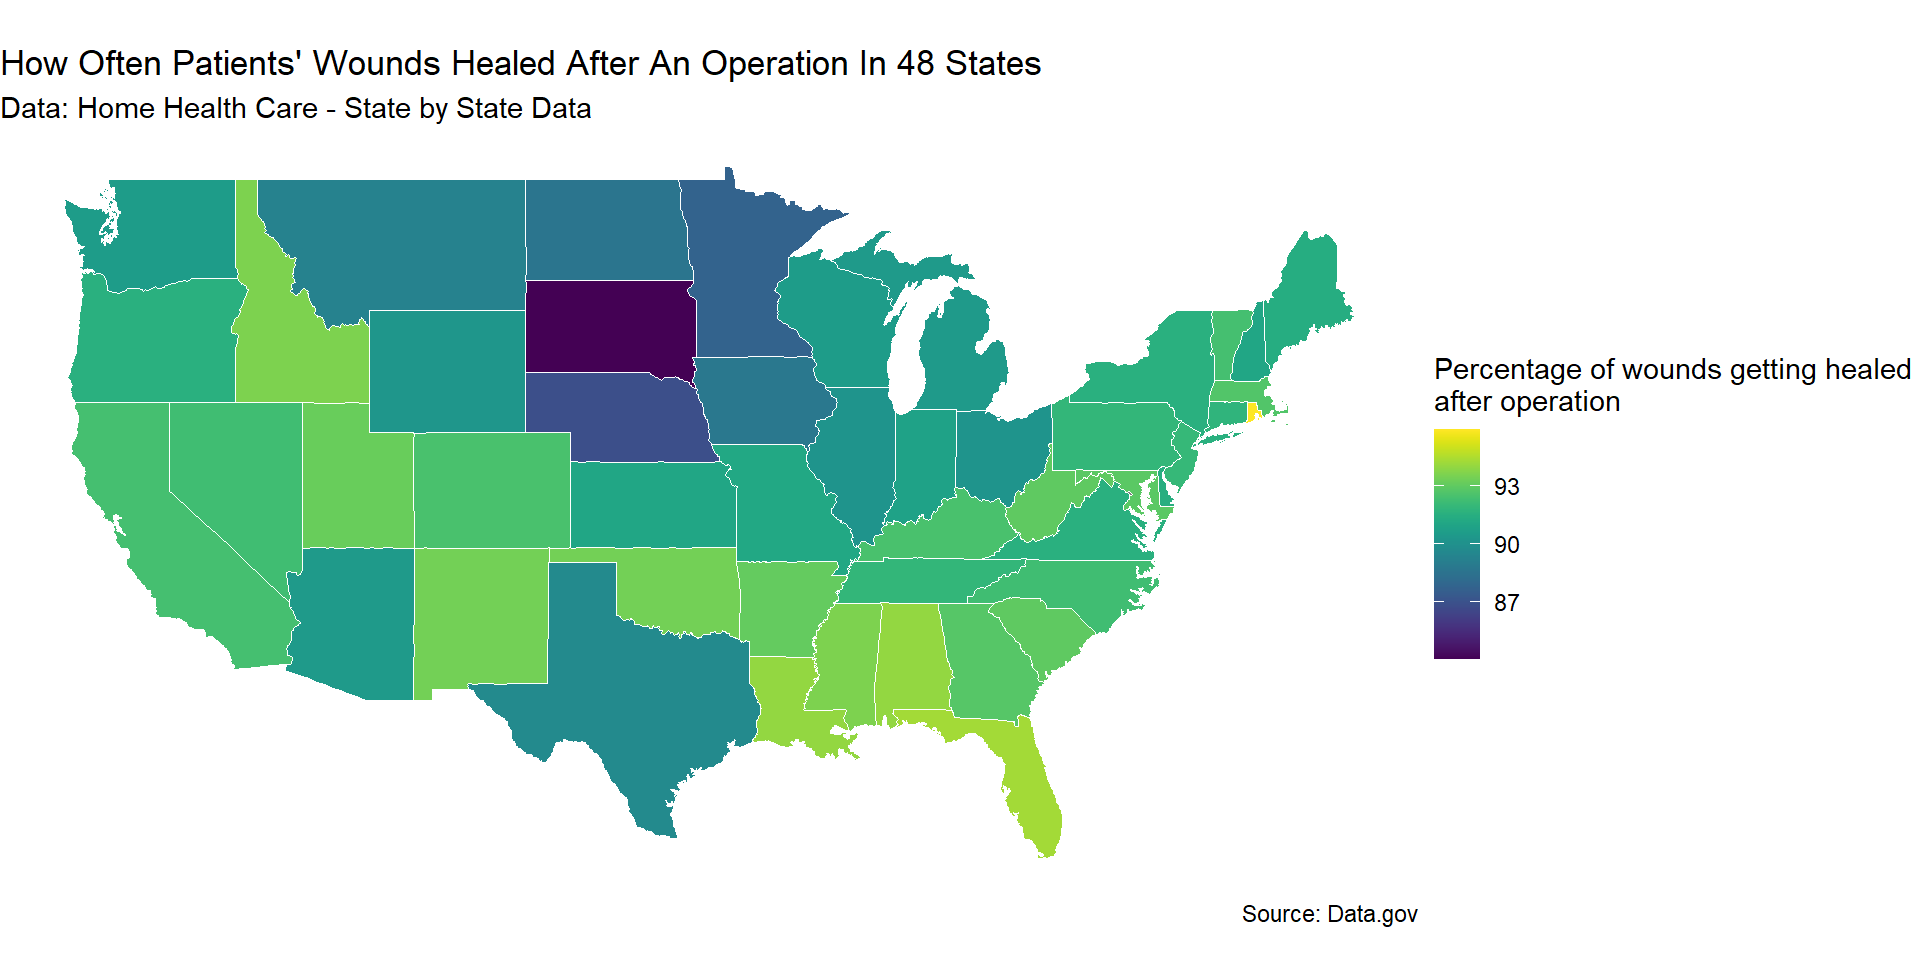 How Often Patients' Wounds Healed After An Operation In 48 States
Data: Home Health Care - State by State Data
Percentage of wounds getting healed
after operation
93
90
87
Source: Data.gov